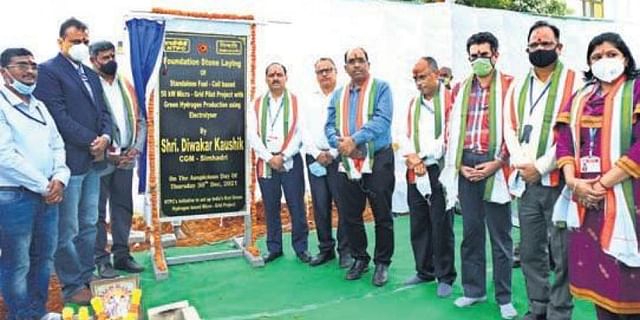 NTPC
Foundation Stone Laying
Of
Standalone Fuel - Cell based
50 kW Micro - Grid Pilot Project with
Green Hydrogen Production using
Electrolyser
By
Shri. Diwakar Kaushik
CGM - Simhadri
On the Auspicious day Of
Thursday 30th Dec, 2021
NTPC's initiative to set up India's first Green
Hydrogen based Micro-Grid